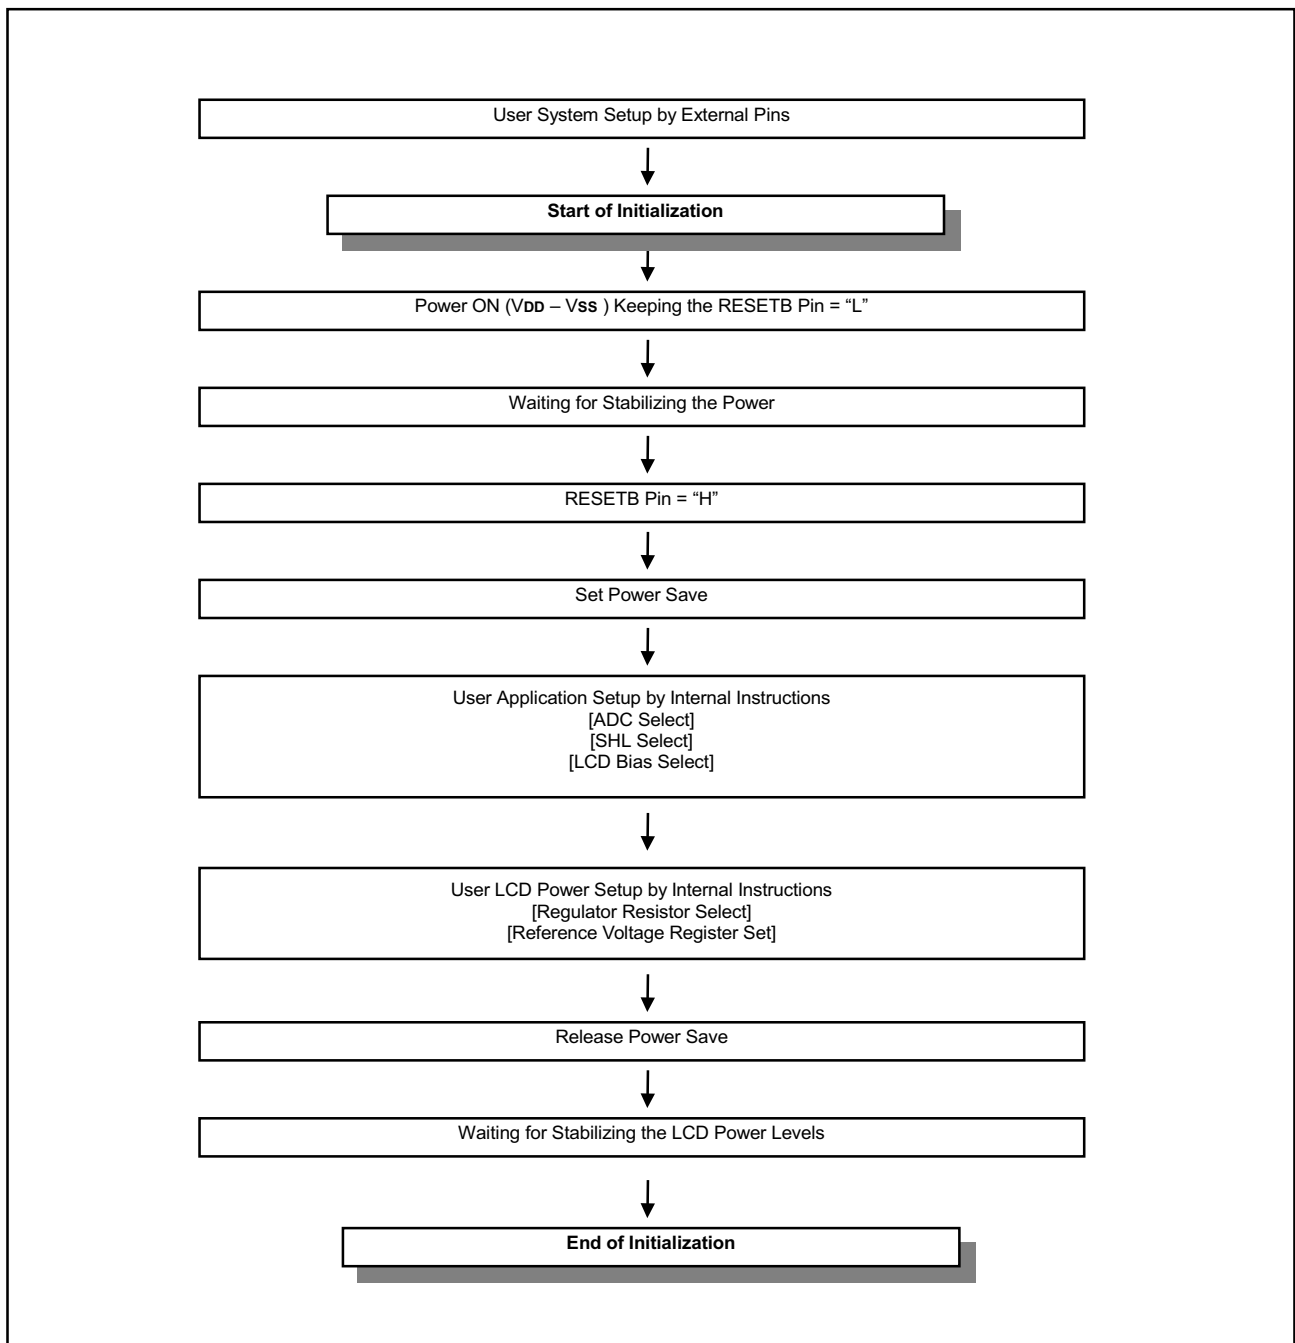 User System Setup by External Pins
Start of Initialization
Power ON (VDD – VSS ) Keeping the RESETB Pin = “L”
Waiting for Stabilizing the Power
RESETB Pin = “H”
Set Power Save
User Application Setup by Internal Instructions
[ADC Select]
[SHL Select]
[LCD Bias Select]
User LCD Power Setup by Internal Instructions
[Regulator Resistor Select]
[Reference Voltage Register Set]
Release Power Save
Waiting for Stabilizing the LCD Power Levels
End of Initialization